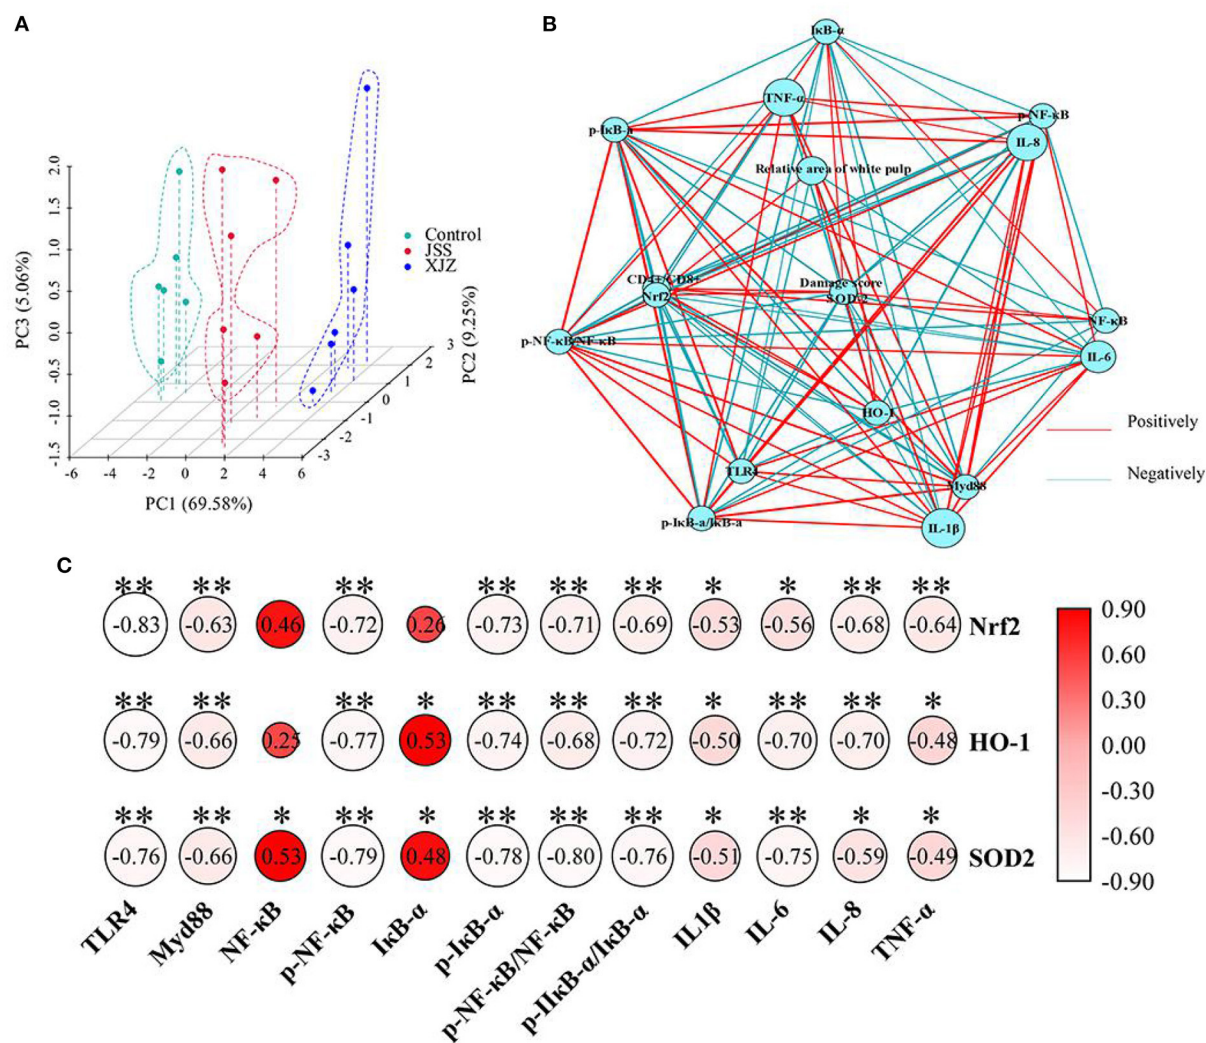 A
2.0
1.5
1.0
0.5
0.0
-0.5
-1.0
-1.5
PC3 (5.06%)
-6
-4
-2
0
2
4
6
PC1 (69.58%)
-3
-2
-1
0
1
2
3
PC2 (9.25%)
Control
JSS
XJZ
B
IκB-α
TNF-α
p-NF-κB
IL-8
p-IκB-a
Relative area of white pulp
CD4+/CD8+
Nrf2
Damage score
SOD-2
NF-κB
p-NF-κB/NF-κB
IL-6
HO-1
TLR4
Myd88
p-IκB-a/IκB-a
IL-1β
Positively
Negatively
C
** ** ** ** ** ** * * ** **
-0.83 -0.63 0.46 -0.72 0.26 -0.73 -0.71 -0.69 -0.53 -0.56 -0.68 -0.64 Nrf2
** ** ** * ** ** ** * ** ** *
-0.79 -0.66 0.25 -0.77 0.53 -0.74 -0.68 -0.72 -0.50 -0.70 -0.70 -0.48 HO-1
** ** * ** * ** ** ** * ** * *
-0.76 -0.66 0.53 -0.79 0.48 -0.78 -0.80 -0.76 -0.51 -0.75 -0.59 -0.49 SOD2
TLR4
Myd88
NF-κB
p-NF-κB
IκB-α
p-IκB-α
p-NF-κB/NF-κB
p-IIκB-α/IκB-α
IL1β
IL-6
IL-8
TNF-α
0.90
0.60
0.30
0.00
-0.30
-0.60
-0.90